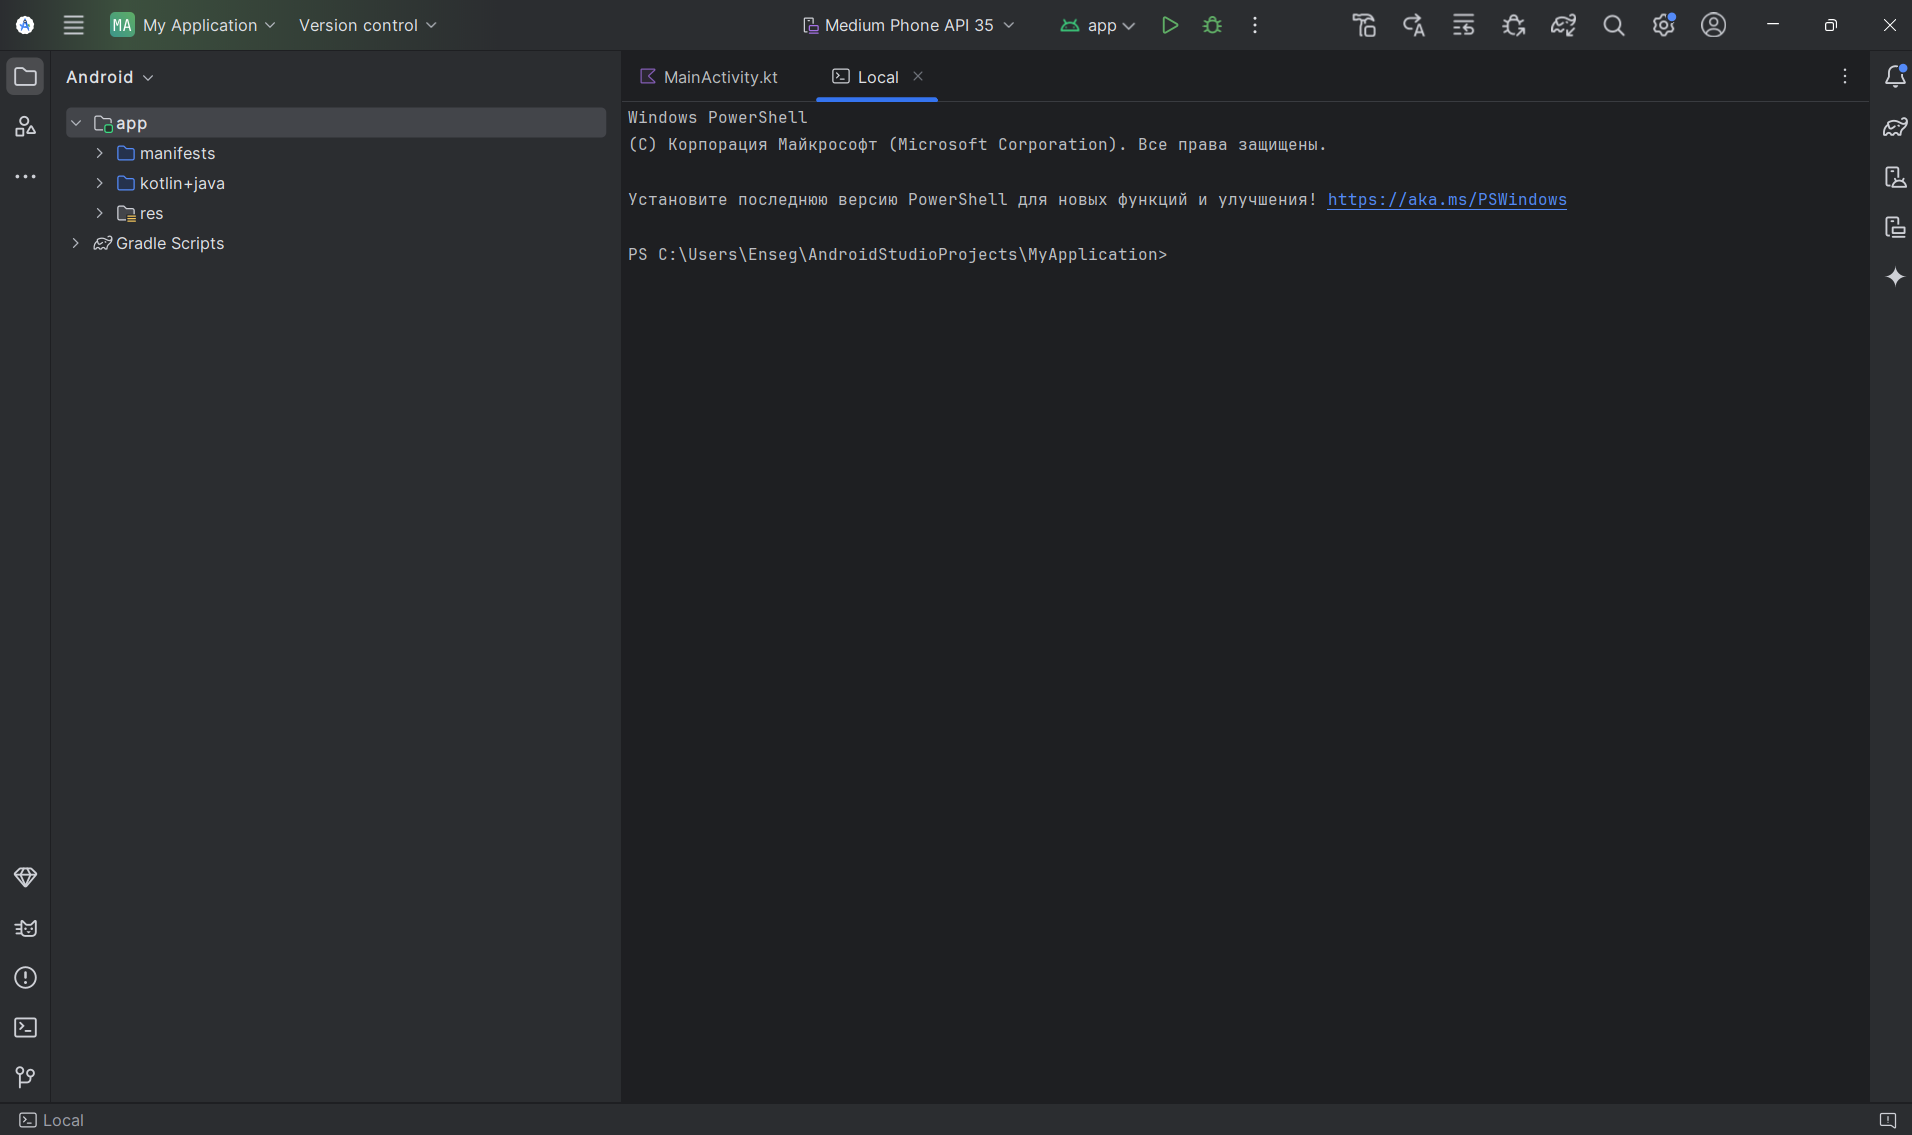 MA My Application
Version control
Medium Phone API 35
app
Android
app
manifests
kotlin+java
res
Gradle Scripts
MainActivity.kt
Local
Windows PowerShell
(C) Корпорация Майкрософт (Microsoft Corporation). Все права защищены.
Установите последнюю версию PowerShell для новых функций и улучшения! https://aka.ms/PSWindows
PS C:\Users\Enseg\AndroidStudioProjects\MyApplication>
Local